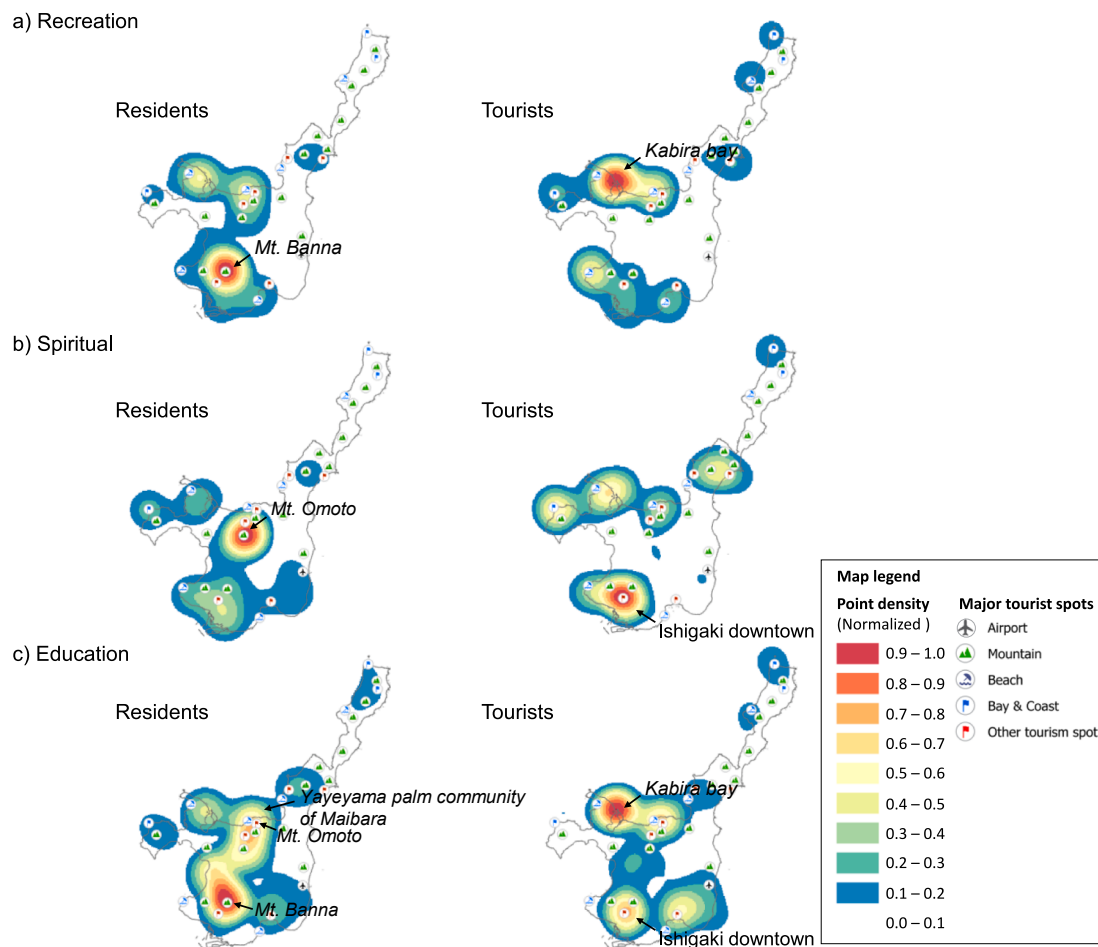 a) Recreation
Residents
Tourists
Kabira bay
Mt. Banna
b) Spiritual
Residents
Tourists
Mt. Omoto
Ishigaki downtown
c) Education
Residents
Tourists
Yayeyama palm community
of Maibara
Mt. Omoto
Mt. Banna
Kabira bay
Ishigaki downtown
Map legend
Point density
(Normalized )
0.9 – 1.0
0.8 – 0.9
0.7 – 0.8
0.6 – 0.7
0.5 – 0.6
0.4 – 0.5
0.3 – 0.4
0.2 – 0.3
0.1 – 0.2
0.0 – 0.1
Major tourist spots
Airport
Mountain
Beach
Bay & Coast
Other tourism spot